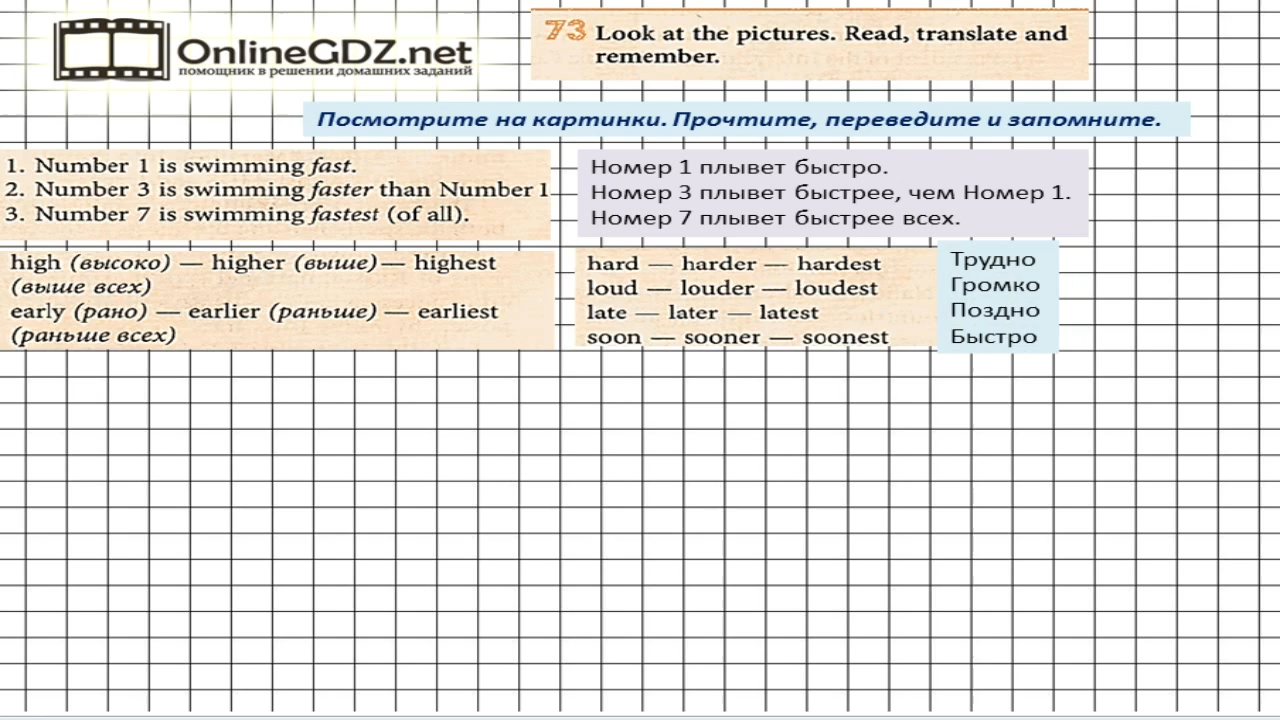 OnlineGDZ.net
помощник в решении домашних заданий
73 Look at the pictures. Read, translate and
remember.
Посмотрите на картинки. Прочтите, переведите и запомните.
1. Number 1 is swimming fast.
2. Number 3 is swimming faster than Number 1
3. Number 7 is swimming fastest (of all).
Номер 1 плывет быстро.
Номер 3 плывет быстрее, чем Номер 1.
Номер 7 плывет быстрее всех.
high (высоко) — higher (выше) — highest
(выше всех)
early (рано) — earlier (раньше) — earliest
(раньше всех)
hard — harder — hardest
loud — louder — loudest
late — later — latest
soon — sooner — soonest
Трудно
Громко
Поздно
Быстро